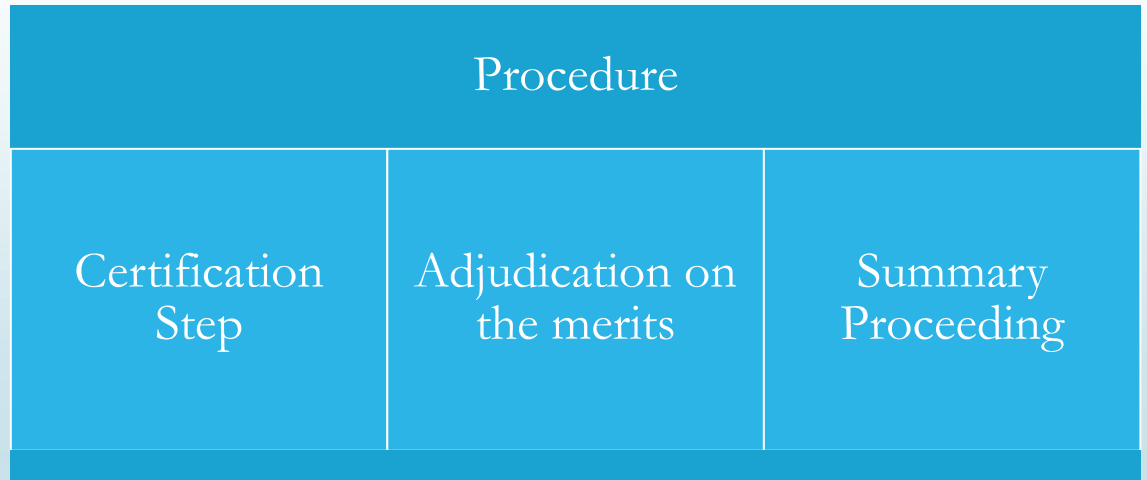 Procedure
Certification
Step
Adjudication on
the merits
Summary
Proceeding